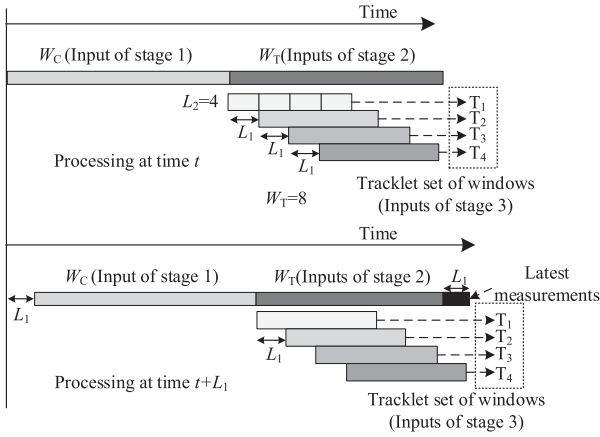 Time
W_C (Input of stage 1) W_T(Inputs of stage 2)
L_2=4
T_1
L_1
T_2
L_1
T_3
L_1
T_4
Processing at time t
W_T=8
Tracklet set of windows
(Inputs of stage 3)
Time
W_C (Input of stage 1) W_T(Inputs of stage 2) L_1
Latest
measurements
L_1
T_1
L_1
T_2
T_3
T_4
Processing at time t+L_1
Tracklet set of windows
(Inputs of stage 3)